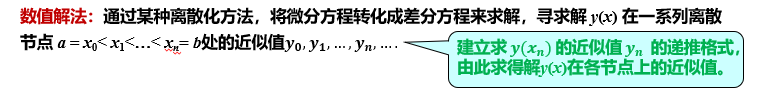 数值解法：通过某种离散化方法，将微分方程转化成差分方程来求解，寻求解 y(x) 在一系列离散
节点 a = x₀< x₁<…< xₙ= b处的近似值y₀, y₁, …, yₙ, ….
建立求 y(xₙ) 的近似值 yₙ 的递推格式，
由此求得解y(x)在各节点上的近似值。